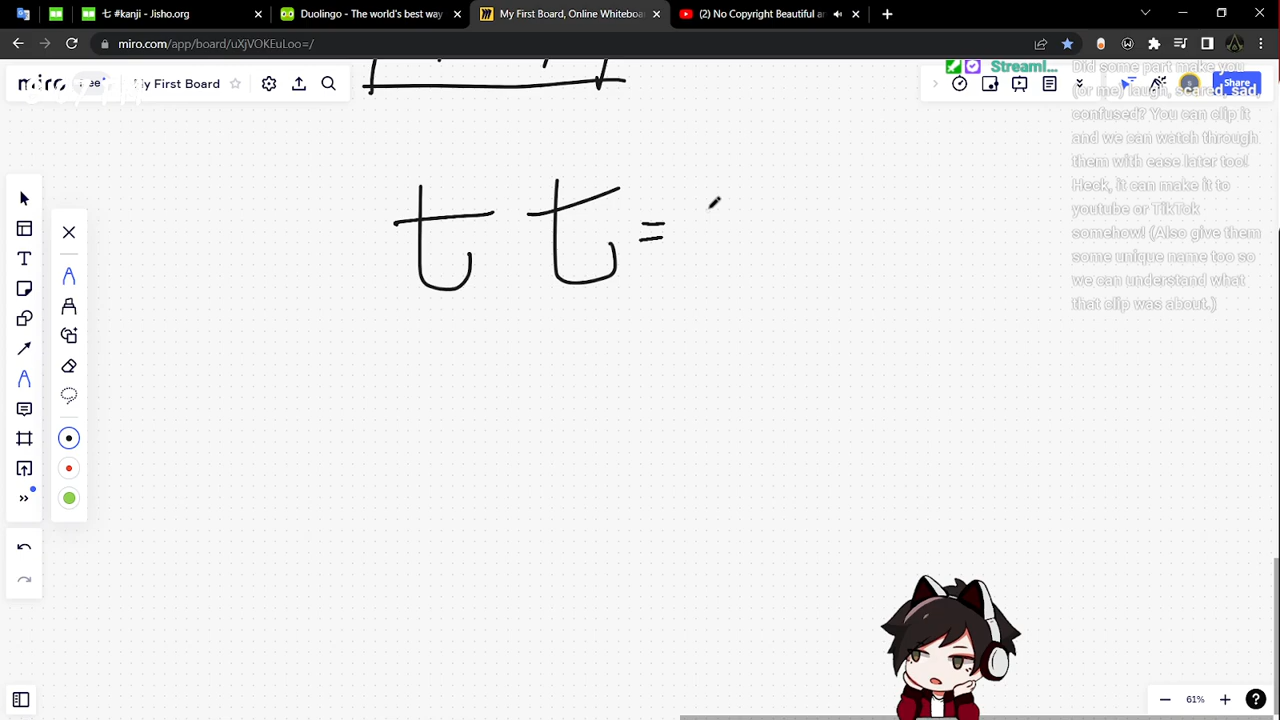 七 #kanji - Jisho.org
Duolingo - The world's best way
My First Board, Online Whiteboa
(2) No Copyright Beautiful ar
miro.com/app/board/uXjVOKEuLoo=/
miro
My First Board
Streaml...
Share
Did some part make you
(or me) laugh, scared, sad,
confused? You can clip it
and we can watch through
them with ease later too!
Heck, it can make it to
youtube or TikTok
somehow! (Also give them
some unique name too so
we can understand what
that clip was about.)
七 七 =
61%